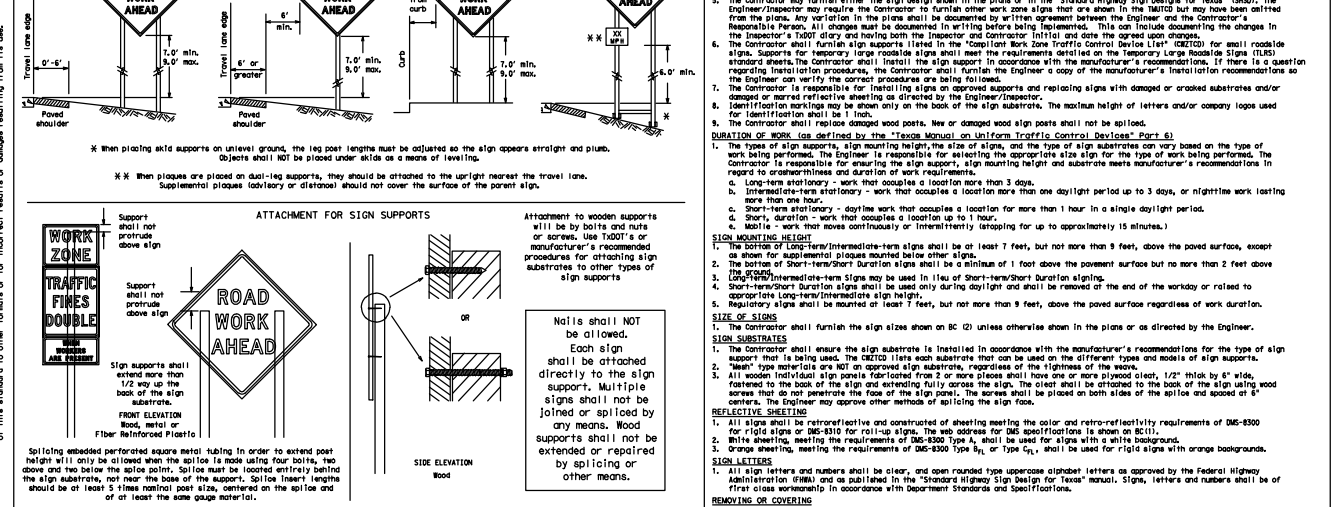 WORK
AHEAD
WORK
AHEAD
WORK
AHEAD
WORK
AHEAD
Travel lane edge
0'-6'
7.0' min.
9.0' max.
Paved
shoulder
Travel lane edge
6'
min.
6' or
greater
7.0' min.
9.0' max.
Paved
shoulder
from
curb
Curb
7.0' min.
9.0' max.
** XX
MPH
6.0' min.
*
* When placing skid supports on unlevel ground, the leg post lengths must be adjusted so the sign appears straight and plumb.
Objects shall NOT be placed under skids as a means of leveling.
** When plaques are placed on dual-leg supports, they should be attached to the upright nearest the travel lane.
Supplemental plaques (advisory or distance) should not cover the surface of the parent sign.
ATTACHMENT FOR SIGN SUPPORTS
WORK
ZONE
TRAFFIC
FINES
DOUBLE
WHEN
WORKERS
ARE PRESENT
Support
shall not
protrude
above sign
Support
shall not
protrude
above sign
ROAD
WORK
AHEAD
Sign supports shall
extend more than
1/2 way up the
back of the sign
substrate.
FRONT ELEVATION
Wood, metal or
Fiber Reinforced Plastic
Splicing embedded perforated square metal tubing in order to extend post
height will only be allowed when the splice is made using four bolts, two
above and two below the splice point. Splice must be located entirely behind
the sign substrate, not near the base of the support. Splice insert lengths
should be at least 5 times nominal post size, centered on the splice and
of at least the same gauge material.
OR
SIDE ELEVATION
Wood
Attachment to wooden supports
will be by bolts and nuts
or screws. Use TxDOT's or
manufacturer's recommended
procedures for attaching sign
substrates to other types of
sign supports
Nails shall NOT
be allowed.
Each sign
shall be attached
directly to the sign
support. Multiple
signs shall not be
joined or spliced by
any means. Wood
supports shall not be
extended or repaired
by splicing or
other means.
Engineer/Inspector may require the Contractor to furnish other work zone signs that are shown in the TMUTCD but may have been omitted
from the plans. Any variation in the plans shall be documented by written agreement between the Engineer and the Contractor's
Responsible Person. All changes must be documented in writing before being implemented. This can include documenting the changes in
the Inspector's TxDOT diary and having both the Inspector and Contractor initial and date the agreed upon changes.
6. The Contractor shall furnish sign supports listed in the "Compliant Work Zone Traffic Control Device List" (CWZTCD) for small roadside
signs. Supports for temporary large roadside signs shall meet the requirements detailed on the Temporary Large Roadside Signs (TLRS)
standard sheets.The Contractor shall install the sign support in accordance with the manufacturer's recommendations. If there is a question
regarding installation procedures, the Contractor shall furnish the Engineer a copy of the manufacturer's installation recommendations so
the Engineer can verify the correct procedures are being followed.
7. The Contractor is responsible for installing signs on approved supports and replacing signs with damaged or cracked substrates and/or
damaged or marred reflective sheeting as directed by the Engineer/Inspector.
8. Identification markings may be shown only on the back of the sign substrate. The maximum height of letters and/or company logos used
for identification shall be 1 inch.
9. The Contractor shall replace damaged wood posts. New or damaged wood sign posts shall not be spliced.
DURATION OF WORK (as defined by the "Texas Manual on Uniform Traffic Control Devices" Part 6)
1. The types of sign supports, sign mounting height,the size of signs, and the type of sign substrates can vary based on the type of
work being performed. The Engineer is responsible for selecting the appropriate size sign for the type of work being performed. The
Contractor is responsible for ensuring the sign support, sign mounting height and substrate meets manufacturer's recommendations in
regard to crashworthiness and duration of work requirements.
a. Long-term stationary - work that occupies a location more than 3 days.
b. Intermediate-term stationary - work that occupies a location more than one daylight period up to 3 days, or nighttime work lasting
more than one hour.
c. Short-term stationary - daytime work that occupies a location for more than 1 hour in a single daylight period.
d. Short, duration - work that occupies a location up to 1 hour.
e. Mobile - work that moves continuously or intermittently (stopping for up to approximately 15 minutes.)
SIGN MOUNTING HEIGHT
1. The bottom of Long-term/Intermediate-term signs shall be at least 7 feet, but not more than 9 feet, above the paved surface, except
as shown for supplemental plaques mounted below other signs.
2. The bottom of Short-term/Short Duration signs shall be a minimum of 1 foot above the pavement surface but no more than 2 feet above
the ground.
3. Long-term/Intermediate-term Signs may be used in lieu of Short-term/Short Duration signing.
4. Short-term/Short Duration signs shall be used only during daylight and shall be removed at the end of the workday or raised to
appropriate Long-term/Intermediate sign height.
5. Regulatory signs shall be mounted at least 7 feet, but not more than 9 feet, above the paved surface regardless of work duration.
SIZE OF SIGNS
1. The Contractor shall furnish the sign sizes shown on BC (2) unless otherwise shown in the plans or as directed by the Engineer.
SIGN SUBSTRATES
1. The Contractor shall ensure the sign substrate is installed in accordance with the manufacturer's recommendations for the type of sign
support that is being used. The CWZTCD lists each substrate that can be used on the different types and models of sign supports.
2. "Mesh" type materials are NOT an approved sign substrate, regardless of the tightness of the weave.
3. All wooden individual sign panels fabricated from 2 or more pieces shall have one or more plywood cleat, 1/2" thick by 6" wide,
fastened to the back of the sign and extending fully across the sign. The cleat shall be attached to the back of the sign using wood
screws that do not penetrate the face of the sign panel. The screws shall be placed on both sides of the splice and spaced at 6"
centers. The Engineer may approve other methods of splicing the sign face.
REFLECTIVE SHEETING
1. All signs shall be retroreflective and constructed of sheeting meeting the color and retro-reflectivity requirements of DMS-8300
for rigid signs or DMS-8310 for roll-up signs. The web address for DMS specifications is shown on BC(1).
2. White sheeting, meeting the requirements of DMS-8300 Type A, shall be used for signs with a white background.
3. Orange sheeting, meeting the requirements of DMS-8300 Type BFL or Type CFL, shall be used for rigid signs with orange backgrounds.
SIGN LETTERS
1. All sign letters and numbers shall be clear, and open rounded type uppercase alphabet letters as approved by the Federal Highway
Administration (FHWA) and as published in the "Standard Highway Sign Design for Texas" manual. Signs, letters and numbers shall be of
first class workmanship in accordance with Department Standards and Specifications.
REMOVING OR COVERING